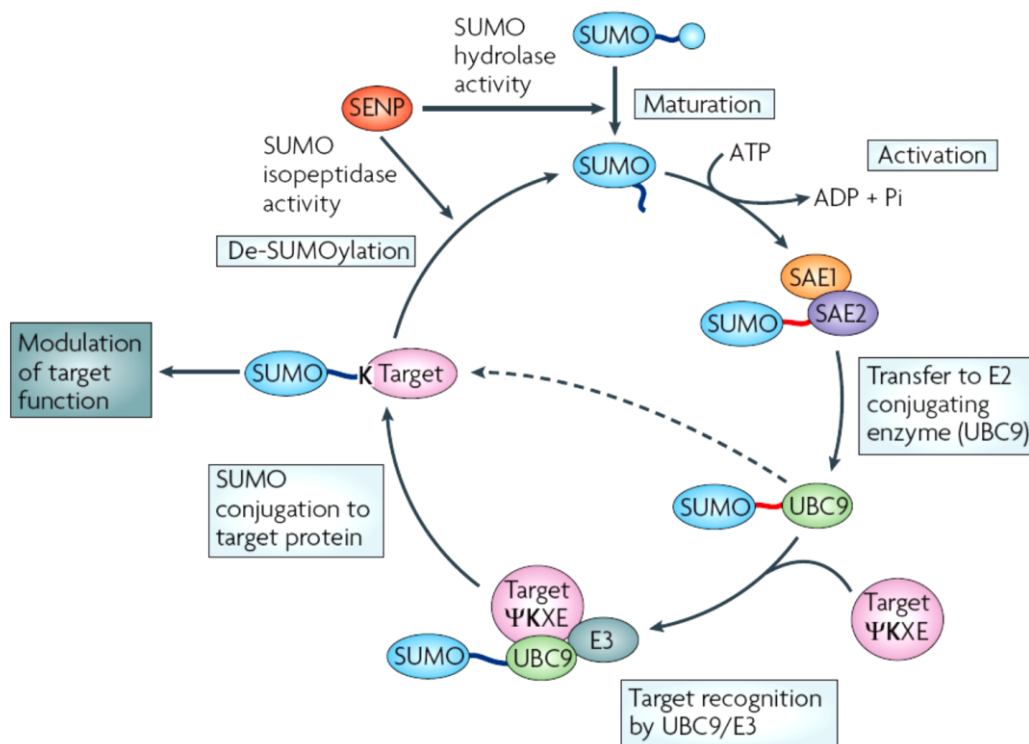 SUMO
hydrolase
activity
SUMO
SENP
Maturation
SUMO
isopeptidase
activity
SUMO
ATP
Activation
ADP + Pi
De-SUMOylation
SAE1
SAE2
SUMO
Modulation
of target
function
SUMO
K Target
Transfer to E2
conjugating
enzyme (UBC9)
SUMO
conjugation to
target protein
SUMO
UBC9
Target
ΨKXE
E3
UBC9
SUMO
Target
ΨKXE
Target recognition
by UBC9/E3